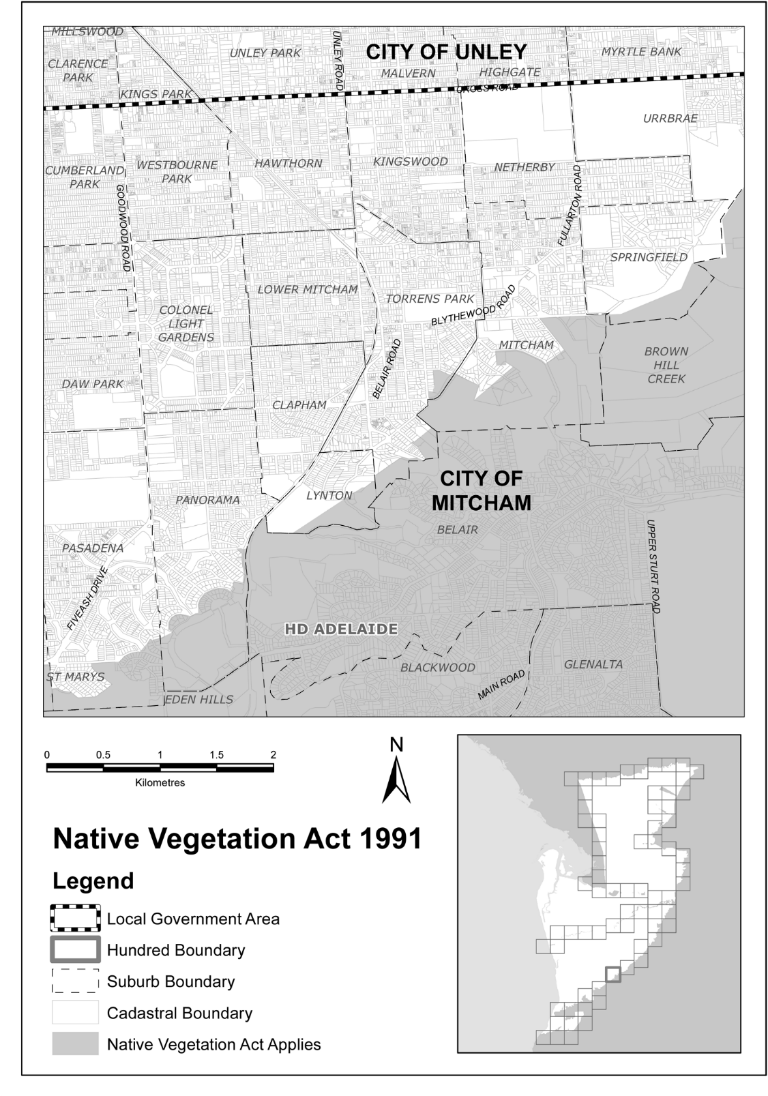 MILLSWOOD
CITY OF UNLEY
UNLEY PARK
UNLEY ROAD
MYRTLE BANK
CLARENCE
PARK
MALVERN
HIGHGATE
KINGS PARK
CROSS ROAD
URRBRAE
CUMBERLAND
PARK
WESTBOURNE
PARK
HAWTHORN
KINGSWOOD
NETHERBY
GOODWOOD ROAD
FULLARTON ROAD
SPRINGFIELD
LOWER MITCHAM
TORRENS PARK
BLYTHEWOOD ROAD
COLONEL
LIGHT
GARDENS
MITCHAM
BROWN
HILL
CREEK
BELAIR ROAD
DAW PARK
CLAPHAM
CITY OF
MITCHAM
PANORAMA
LYNTON
BELAIR
PASADENA
UPPER STURT ROAD
FIVEASH DRIVE
HD ADELAIDE
ST MARYS
BLACKWOOD
GLENALTA
MAIN ROAD
EDEN HILLS
0 0.5 1 1.5 2
Kilometres
N
Native Vegetation Act 1991
Legend
Local Government Area
Hundred Boundary
Suburb Boundary
Cadastral Boundary
Native Vegetation Act Applies